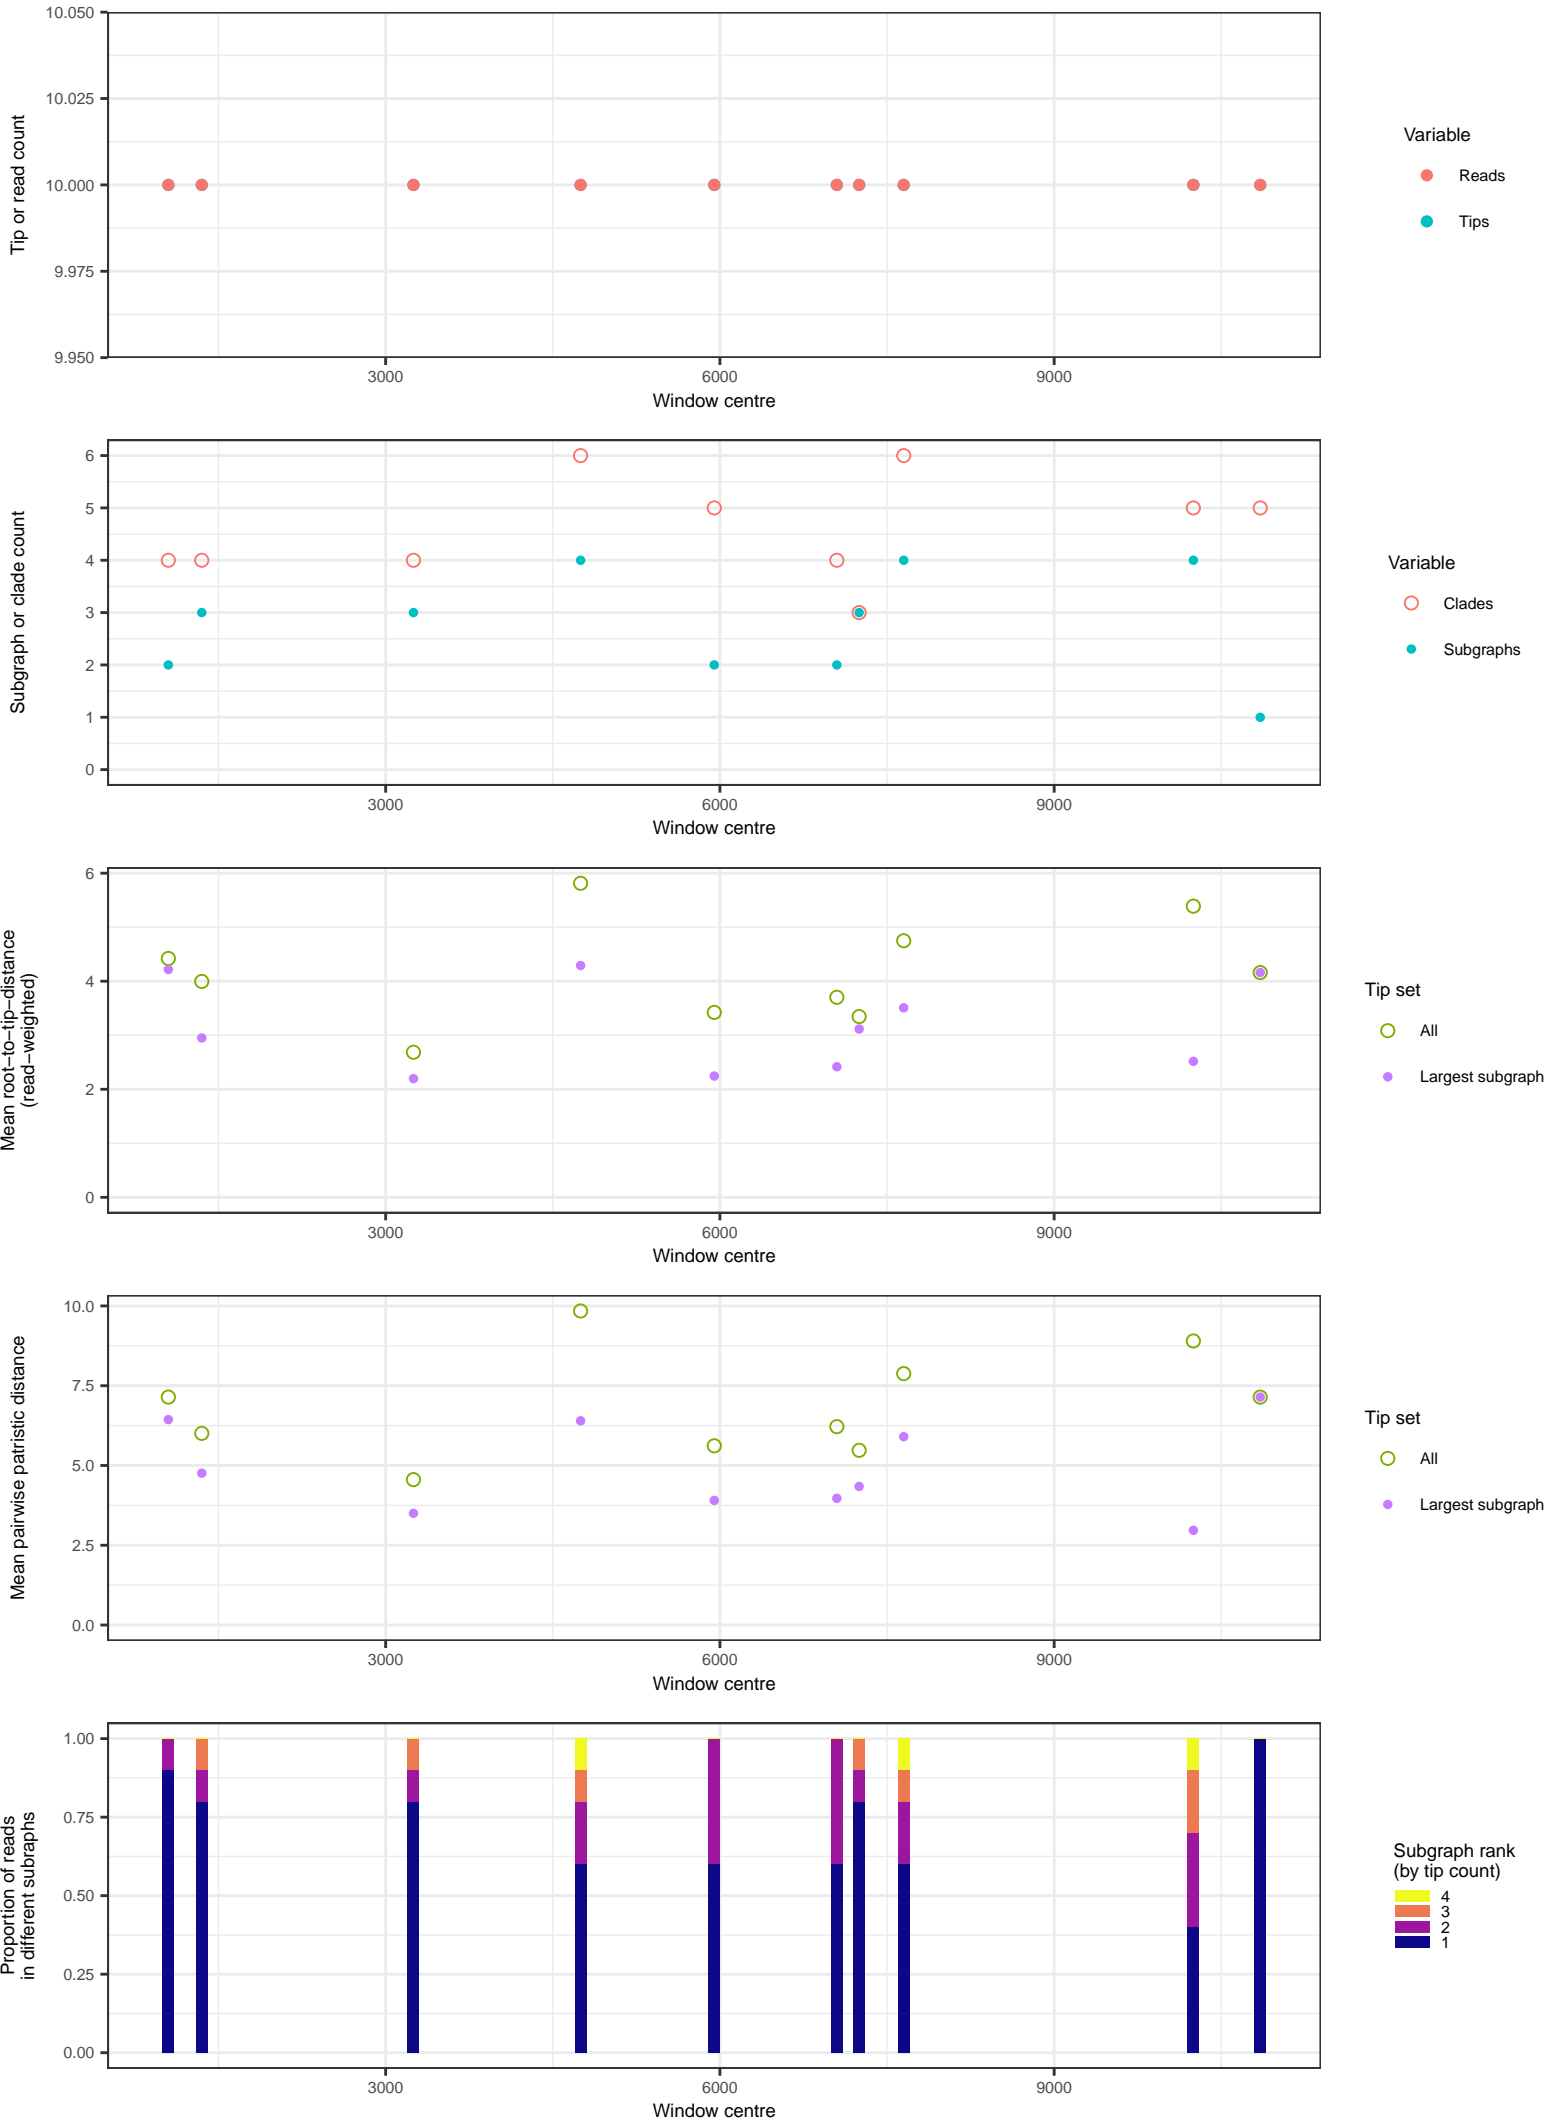 10.050
10.025
10.000
9.975
9.950
Tip or read count
3000 6000 9000
Window centre
Variable
Reads
Tips
6
5
4
3
2
1
0
Subgraph or clade count
3000 6000 9000
Window centre
Variable
Clades
Subgraphs
6
4
2
0
Mean root−to−tip−distance
(read−weighted)
3000 6000 9000
Window centre
Tip set
All
Largest subgraph
10.0
7.5
5.0
2.5
0.0
Mean pairwise patristic distance
3000 6000 9000
Window centre
Tip set
All
Largest subgraph
1.00
0.75
0.50
0.25
0.00
Proportion of reads
in different subraphs
3000 6000 9000
Window centre
Subgraph rank
(by tip count)
4
3
2
1